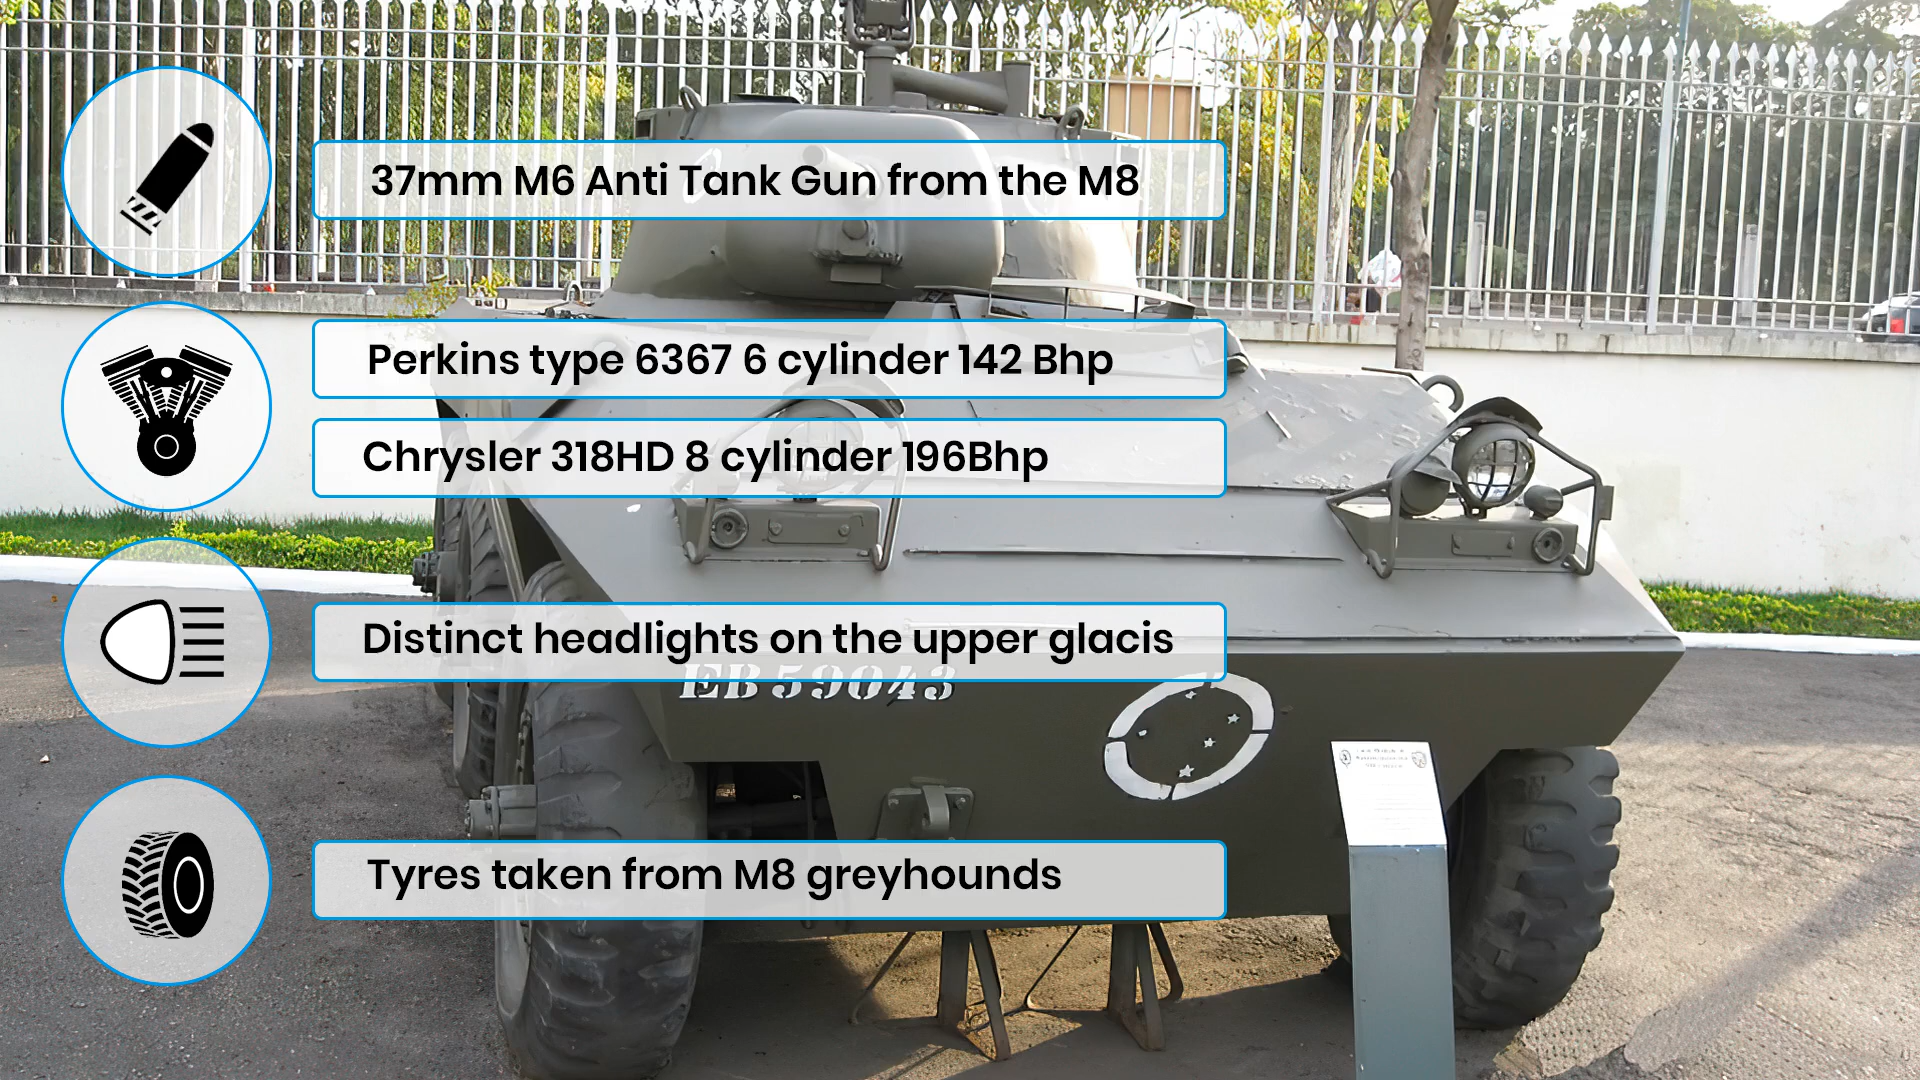 37mm M6 Anti Tank Gun from the M8
Perkins type 6367 6 cylinder 142 Bhp
Chrysler 318HD 8 cylinder 196Bhp
Distinct headlights on the upper glacis
EB 59043
Tyres taken from M8 greyhounds